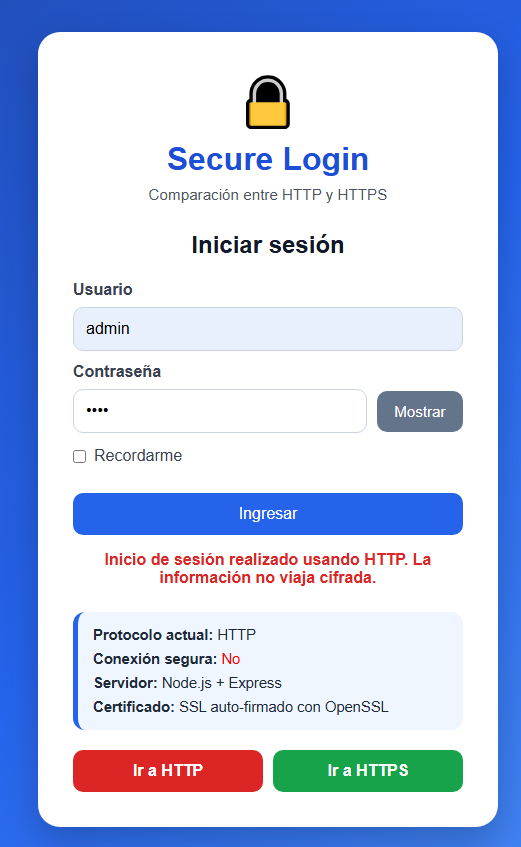 Secure Login
Comparación entre HTTP y HTTPS
Iniciar sesión
Usuario
admin
Contraseña
••••
Mostrar
Recordarme
Ingresar
Inicio de sesión realizado usando HTTP. La
información no viaja cifrada.
Protocolo actual: HTTP
Conexión segura: No
Servidor: Node.js + Express
Certificado: SSL auto-firmado con OpenSSL
Ir a HTTP
Ir a HTTPS